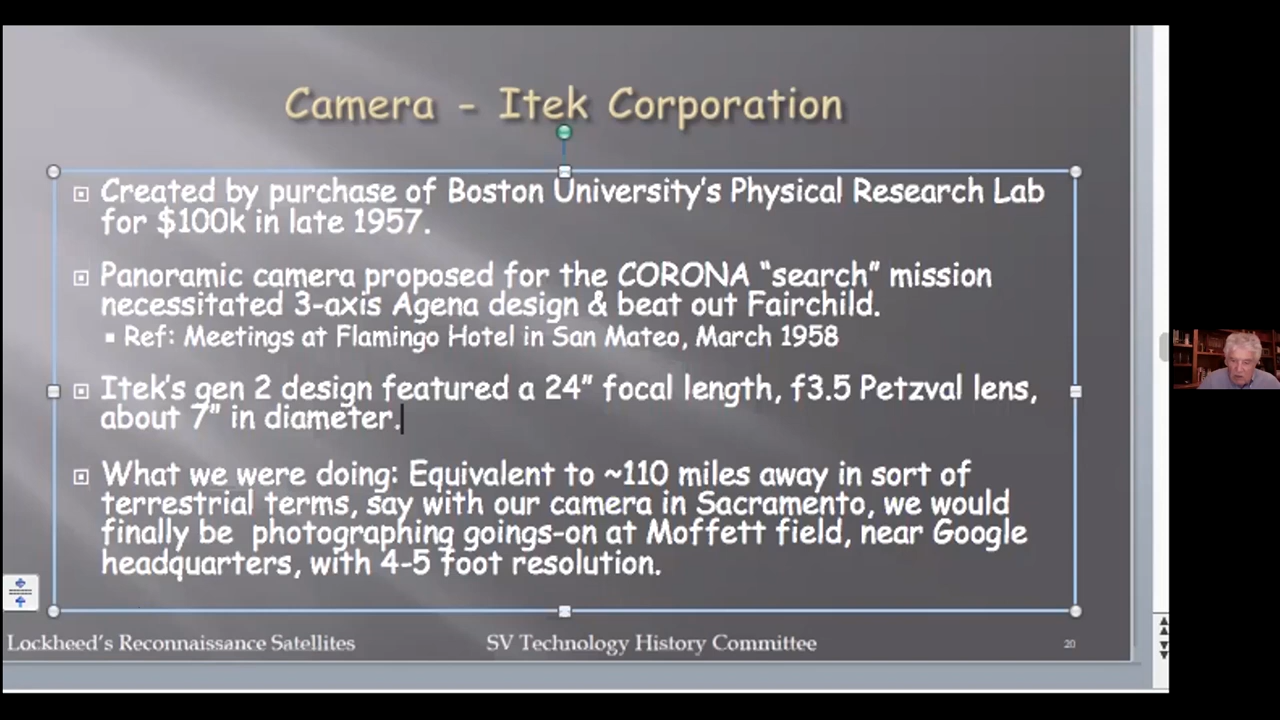 Camera - Itek Corporation
Created by purchase of Boston University's Physical Research Lab
for $100k in late 1957.
Panoramic camera proposed for the CORONA “search” mission
necessitated 3-axis Agena design & beat out Fairchild.
Ref: Meetings at Flamingo Hotel in San Mateo, March 1958
Itek's gen 2 design featured a 24” focal length, f3.5 Petzval lens,
about 7” in diameter.
What we were doing: Equivalent to ~110 miles away in sort of
terrestrial terms, say with our camera in Sacramento, we would
finally be photographing goings-on at Moffett field, near Google
headquarters, with 4-5 foot resolution.
Lockheed's Reconnaissance Satellites SV Technology History Committee 20